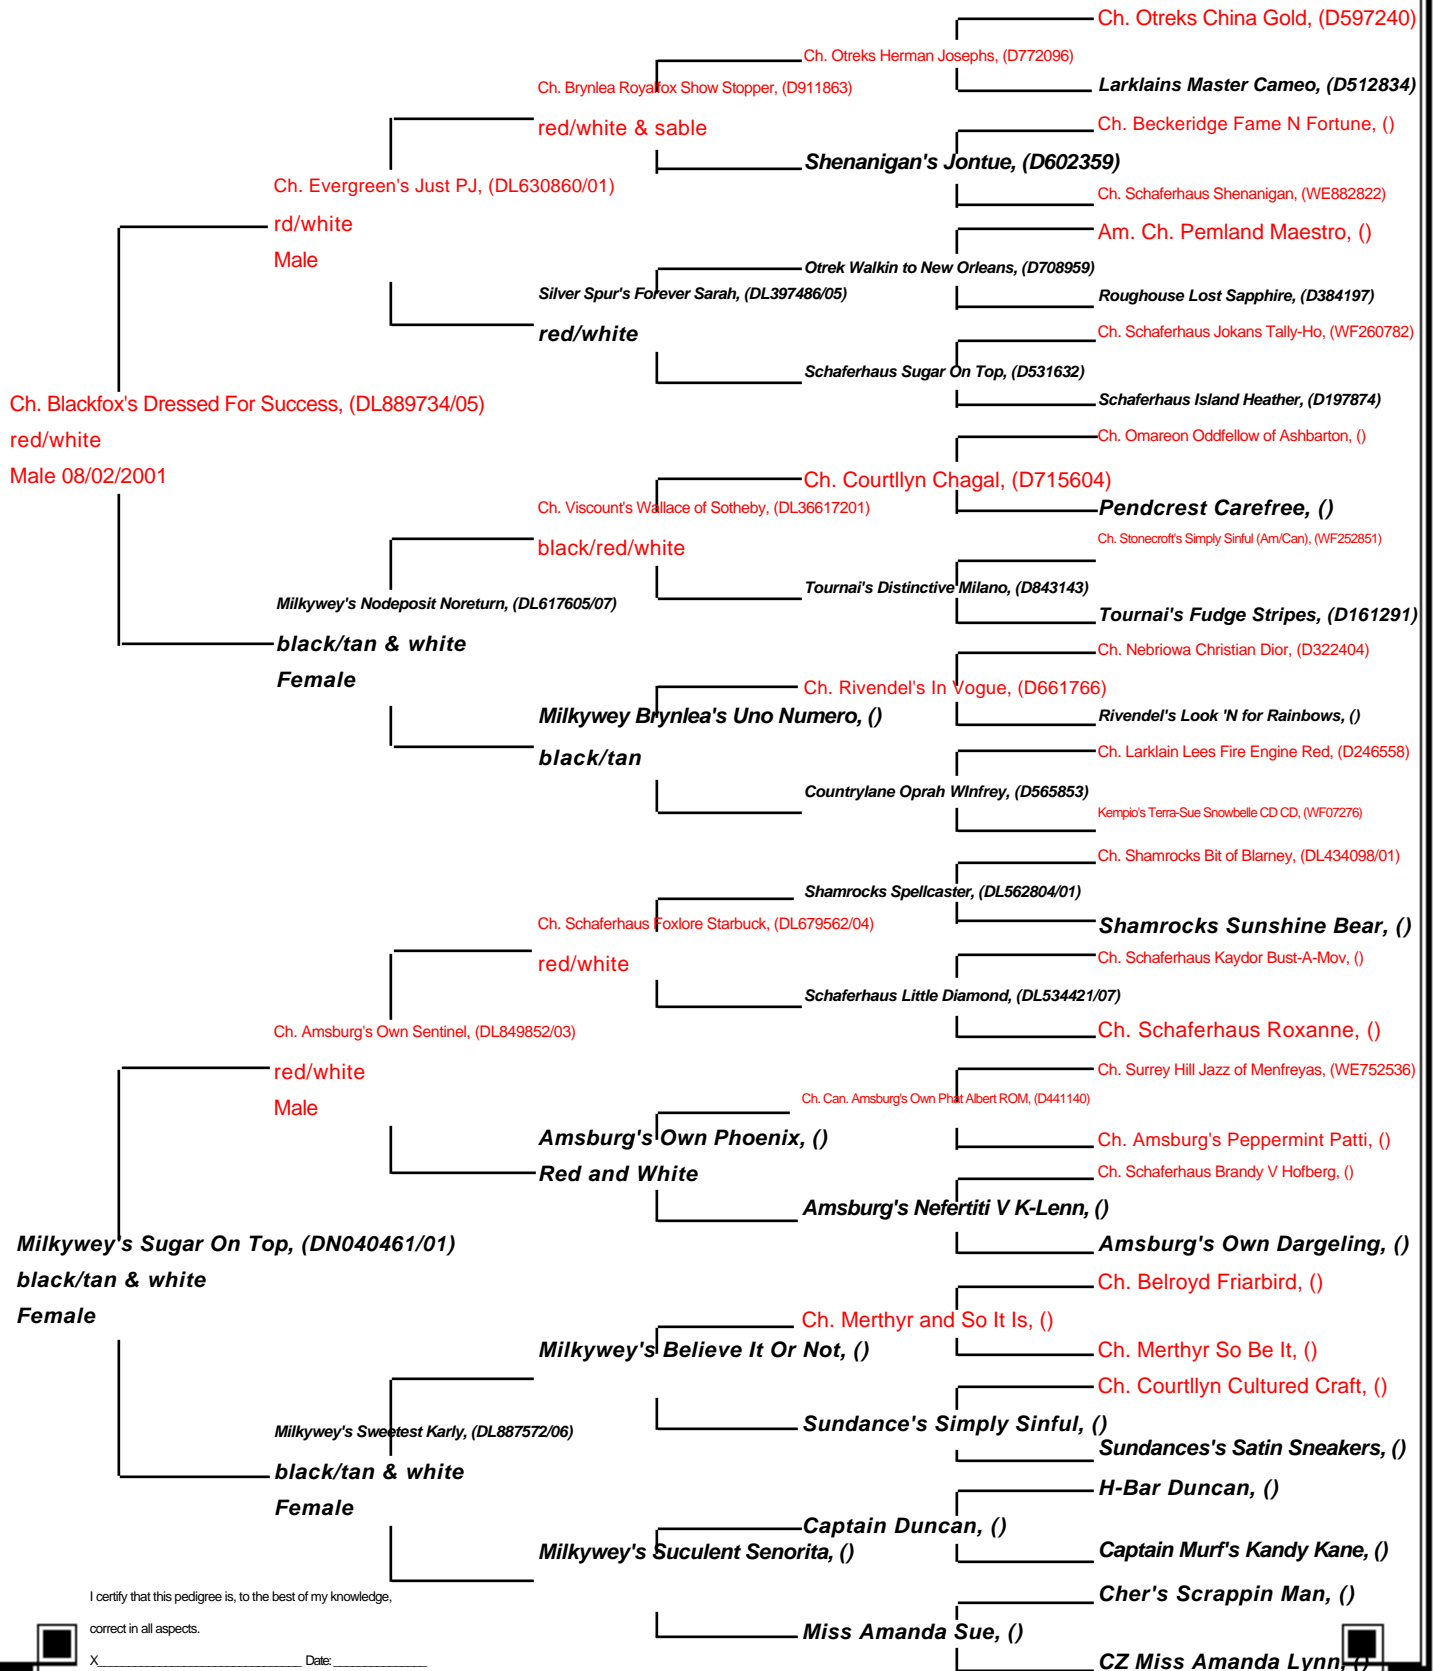 Ch. Otreks China Gold, (D597240)
Ch. Otreks Herman Josephs, (D772096)
Larklains Master Cameo, (D512834)
Ch. Brynlea Royalfox Show Stopper, (D911863)
red/white & sable
Ch. Beckeridge Fame N Fortune, ()
Shenanigan's Jontue, (D602359)
Ch. Schaferhaus Shenanigan, (WE882822)
Ch. Evergreen's Just PJ, (DL630860/01)
rd/white
Male
Am. Ch. Pemland Maestro, ()
Otrek Walkin to New Orleans, (D708959)
Roughouse Lost Sapphire, (D384197)
Silver Spur's Forever Sarah, (DL397486/05)
red/white
Ch. Schaferhaus Jokans Tally-Ho, (WF260782)
Schaferhaus Sugar On Top, (D531632)
Schaferhaus Island Heather, (D197874)
Ch. Blackfox's Dressed For Success, (DL889734/05)
red/white
Male 08/02/2001
Ch. Omareon Oddfellow of Ashbarton, ()
Ch. Courtllyn Chagal, (D715604)
Pendcrest Carefree, ()
Ch. Viscount's Wallace of Sotheby, (DL36617201)
black/red/white
Ch. Stonecroft's Simply Sinful (Am/Can), (WF252851)
Tournai's Distinctive Milano, (D843143)
Tournai's Fudge Stripes, (D161291)
Milkywey's Nodeposit Noreturn, (DL617605/07)
black/tan & white
Female
Ch. Nebriowa Christian Dior, (D322404)
Ch. Rivendel's In Vogue, (D661766)
Rivendel's Look 'N for Rainbows, ()
Milkywey Brynlea's Uno Numero, ()
black/tan
Ch. Larklain Lees Fire Engine Red, (D246558)
Countrylane Oprah WInfrey, (D565853)
Kempio's Terra-Sue Snowbelle CD CD, (WF07276)
Ch. Shamrocks Bit of Blarney, (DL434098/01)
Shamrocks Spellcaster, (DL562804/01)
Shamrocks Sunshine Bear, ()
Ch. Schaferhaus Foxlore Starbuck, (DL679562/04)
red/white
Ch. Schaferhaus Kaydor Bust-A-Mov, ()
Schaferhaus Little Diamond, (DL534421/07)
Ch. Schaferhaus Roxanne, ()
Ch. Amsburg's Own Sentinel, (DL849852/03)
red/white
Male
Ch. Surrey Hill Jazz of Menfreyas, (WE752536)
Ch. Can. Amsburg's Own Phat Albert ROM, (D441140)
Ch. Amsburg's Peppermint Patti, ()
Amsburg's Own Phoenix, ()
Red and White
Ch. Schaferhaus Brandy V Hofberg, ()
Amsburg's Nefertiti V K-Lenn, ()
Amsburg's Own Dargeling, ()
Milkywey's Sugar On Top, (DN040461/01)
black/tan & white
Female
Ch. Belroyd Friarbird, ()
Ch. Merthyr and So It Is, ()
Ch. Merthyr So Be It, ()
Milkywey's Believe It Or Not, ()
Ch. Courtllyn Cultured Craft, ()
Sundance's Simply Sinful, ()
Sundances's Satin Sneakers, ()
Milkywey's Sweetest Karly, (DL887572/06)
black/tan & white
Female
H-Bar Duncan, ()
Captain Duncan, ()
Captain Murf's Kandy Kane, ()
Milkywey's Suculent Senorita, ()
Cher's Scrappin Man, ()
Miss Amanda Sue, ()
CZ Miss Amanda Lynn, ()
I certify that this pedigree is, to the best of my knowledge,
correct in all aspects.
X__________________________________ Date: ________________